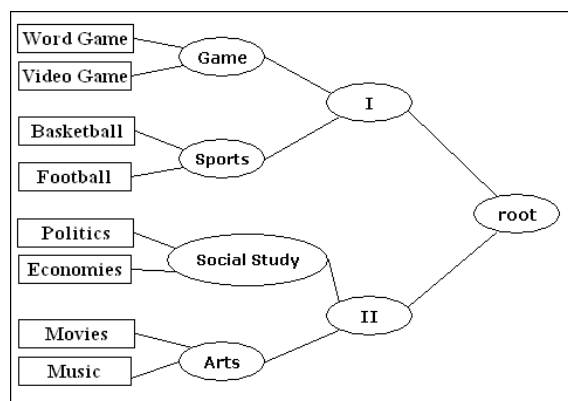 Word Game
Video Game
Game
I
Basketball
Football
Sports
root
Politics
Economies
Social Study
II
Movies
Music
Arts